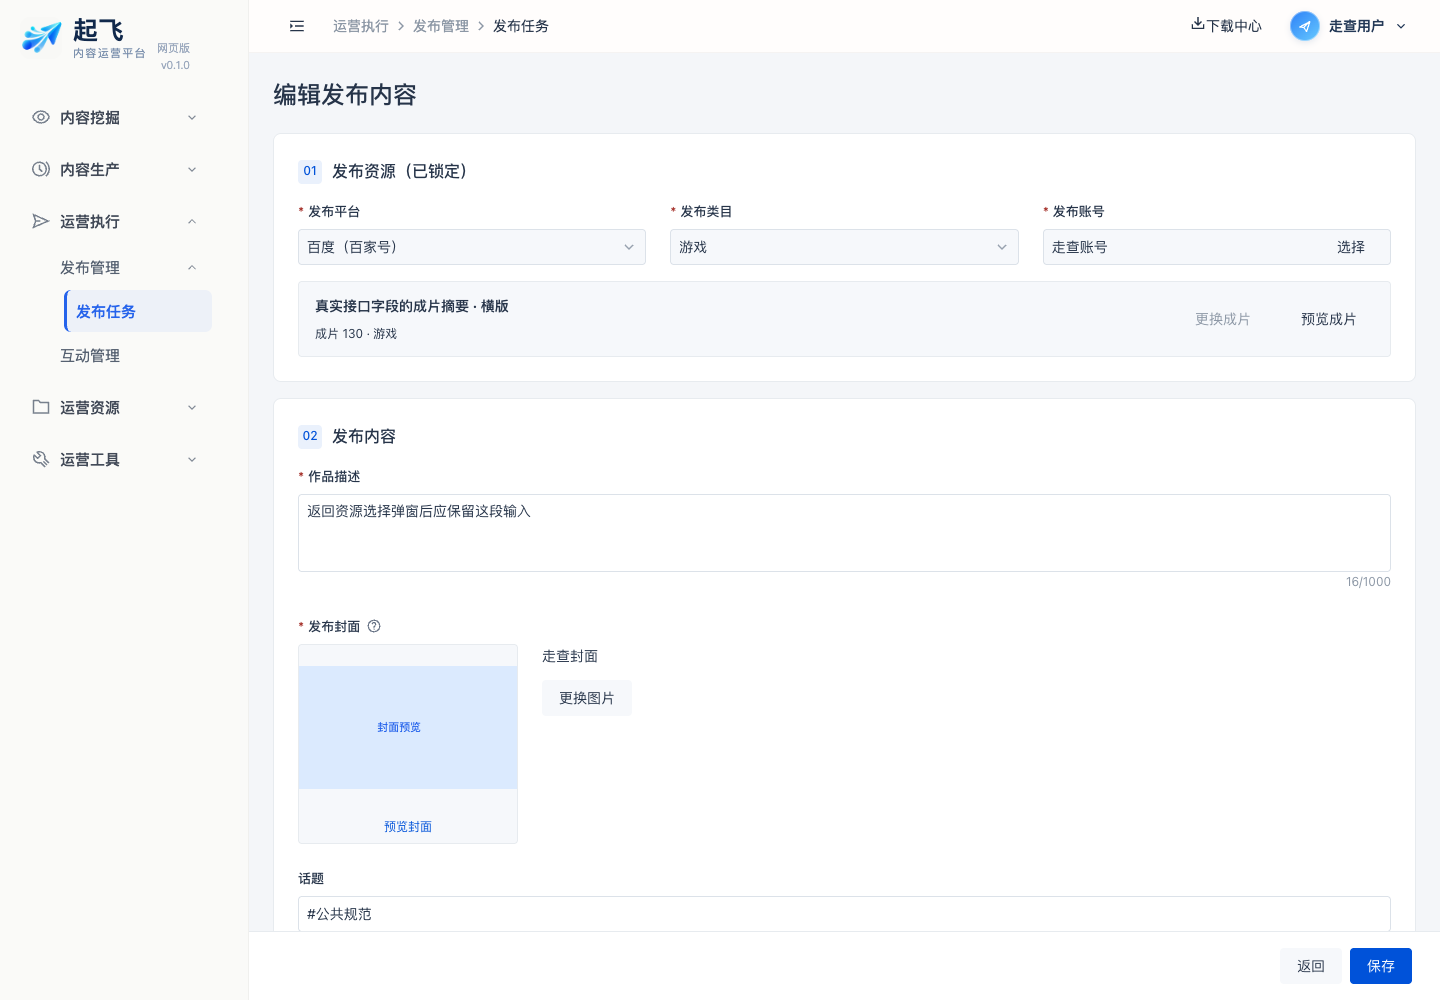 起飞
内容运营平台
网页版
v0.1.0
内容挖掘
内容生产
运营执行
发布管理
发布任务
互动管理
运营资源
运营工具
运营执行 > 发布管理 > 发布任务
下载中心
走查用户
编辑发布内容
01 发布资源（已锁定）
* 发布平台
百度（百家号）
* 发布类目
游戏
* 发布账号
走查账号 选择
真实接口字段的成片摘要 · 横版
成片 130 · 游戏
更换成片 预览成片
02 发布内容
* 作品描述
返回资源选择弹窗后应保留这段输入
16/1000
* 发布封面
封面预览
预览封面
走查封面
更换图片
话题
#公共规范
返回 保存